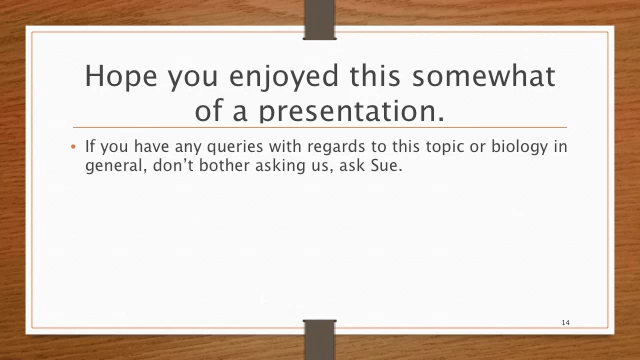 Hope you enjoyed this somewhat
of a presentation.
• If you have any queries with regards to this topic or biology in
general, don’t bother asking us, ask Sue.
14